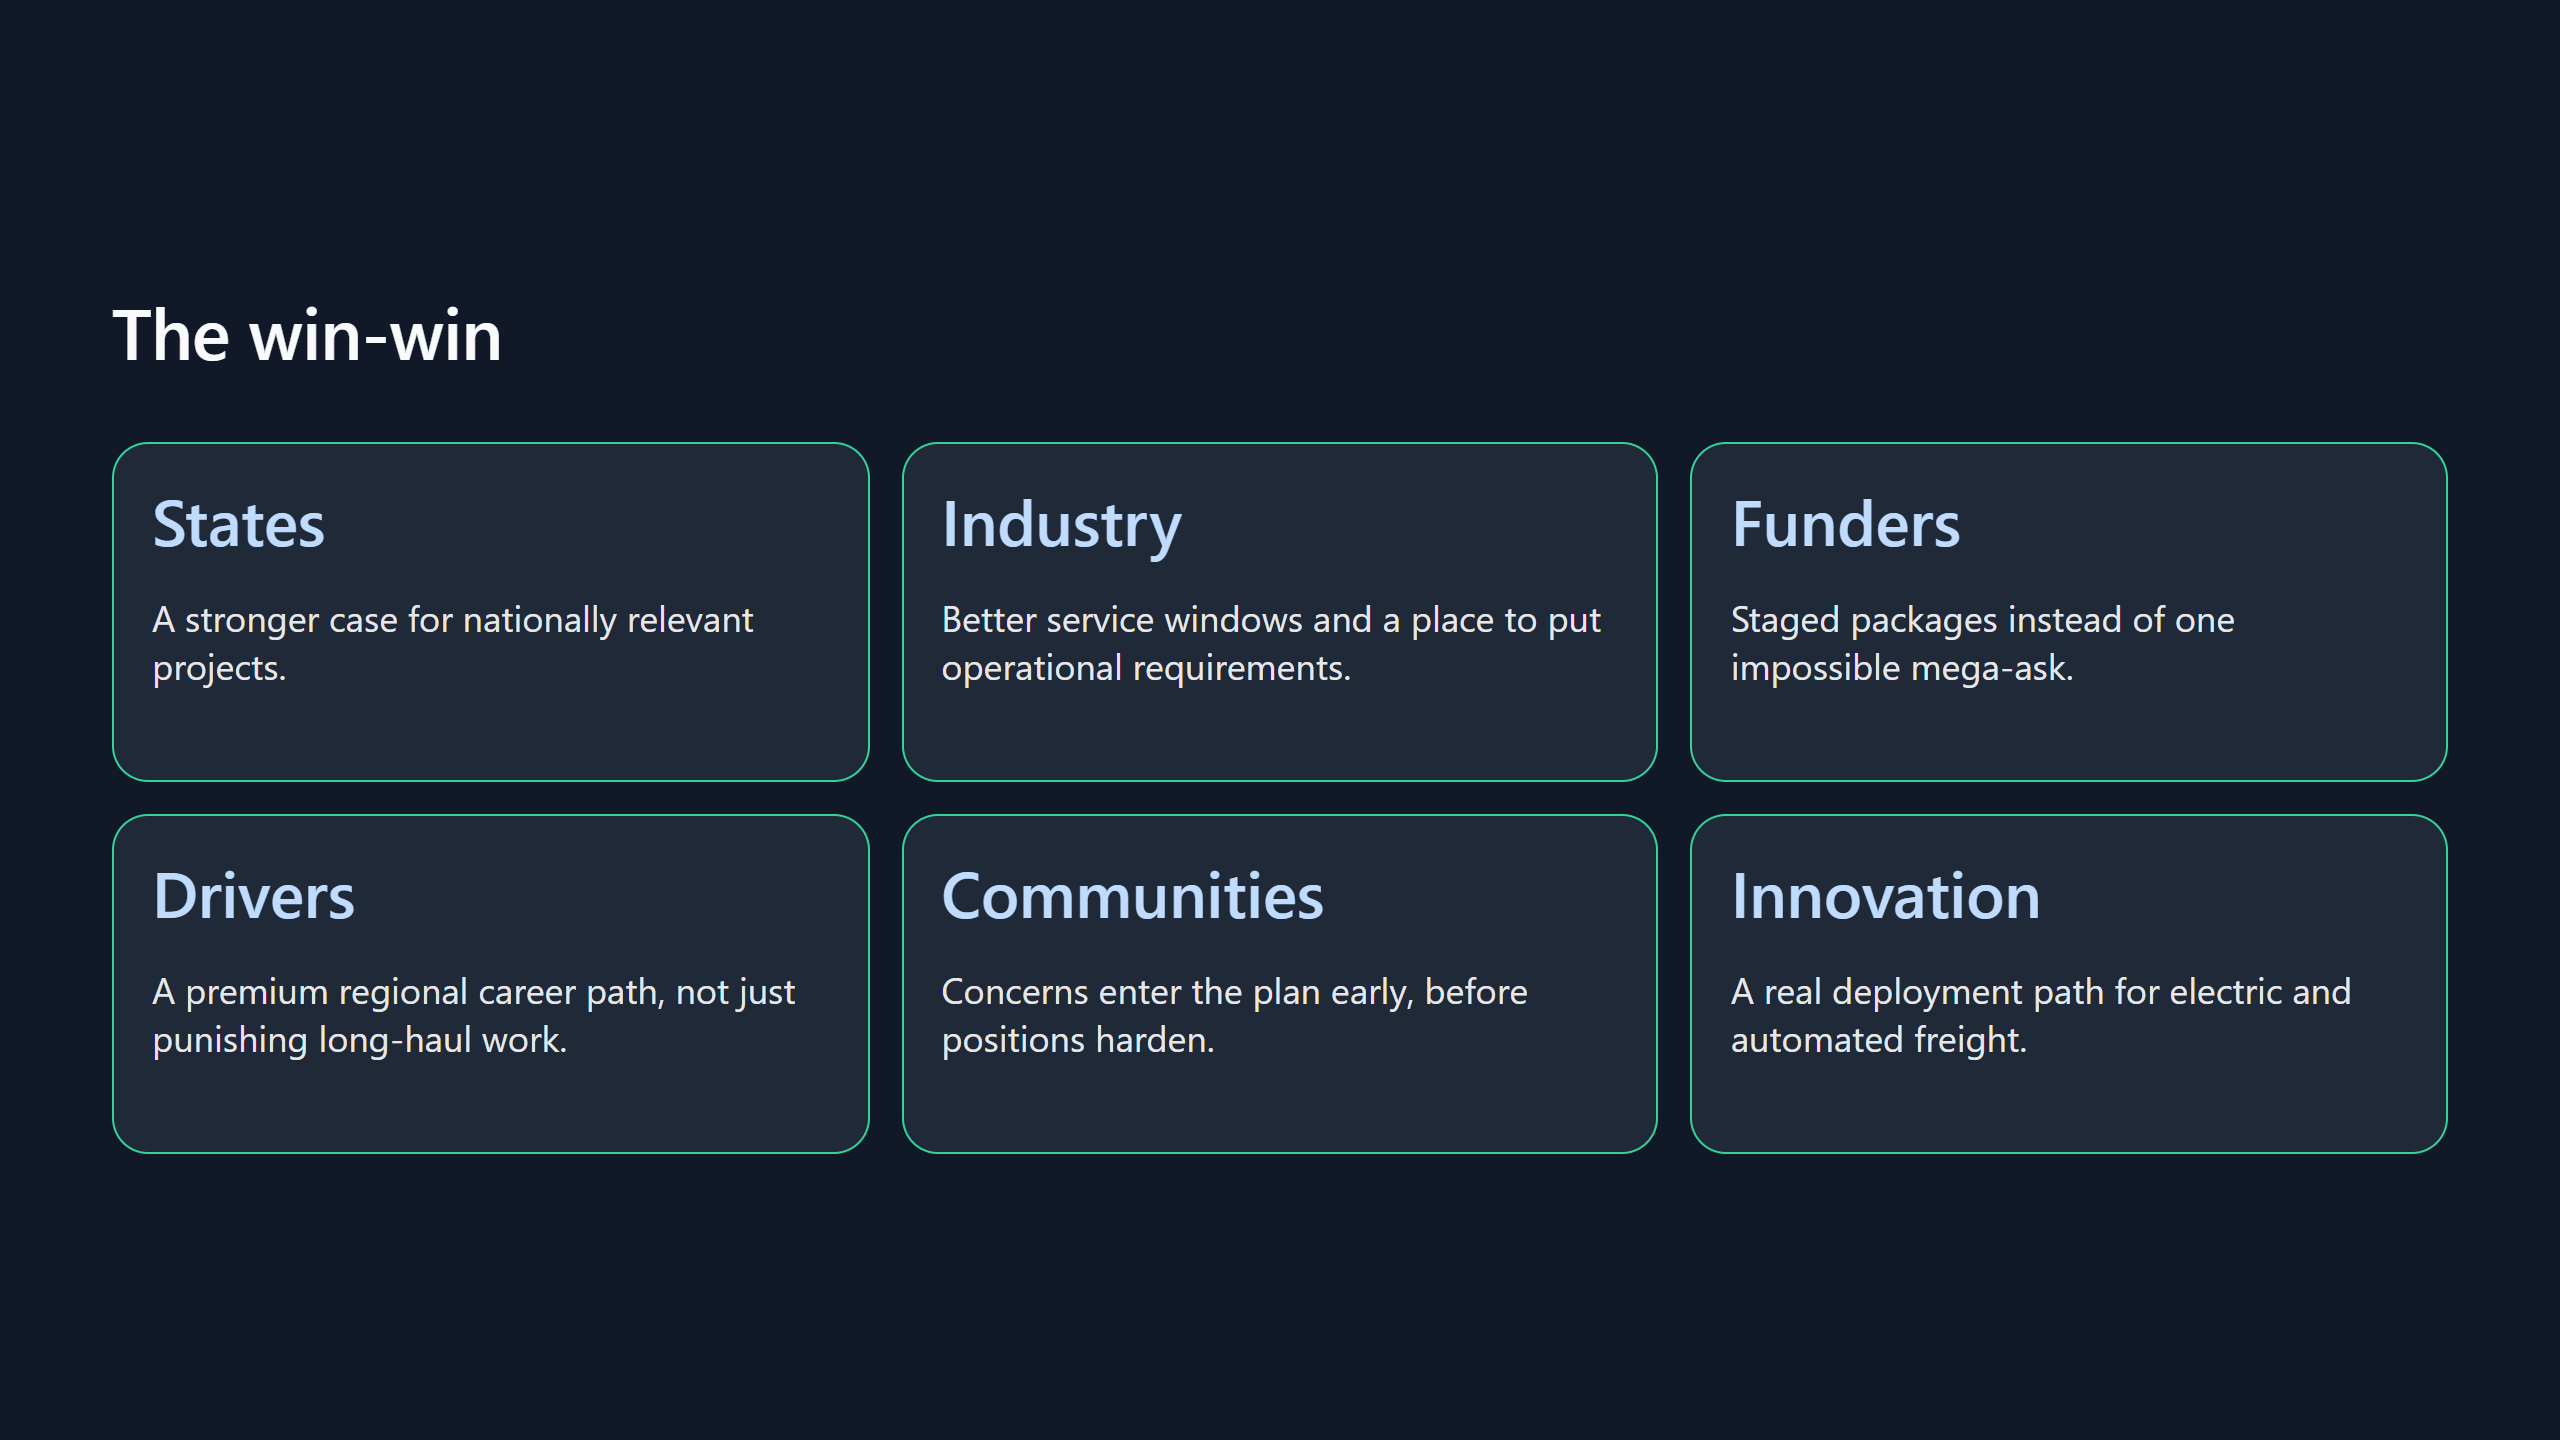 The win-win
States
A stronger case for nationally relevant
projects.
Industry
Better service windows and a place to put
operational requirements.
Funders
Staged packages instead of one
impossible mega-ask.
Drivers
A premium regional career path, not just
punishing long-haul work.
Communities
Concerns enter the plan early, before
positions harden.
Innovation
A real deployment path for electric and
automated freight.